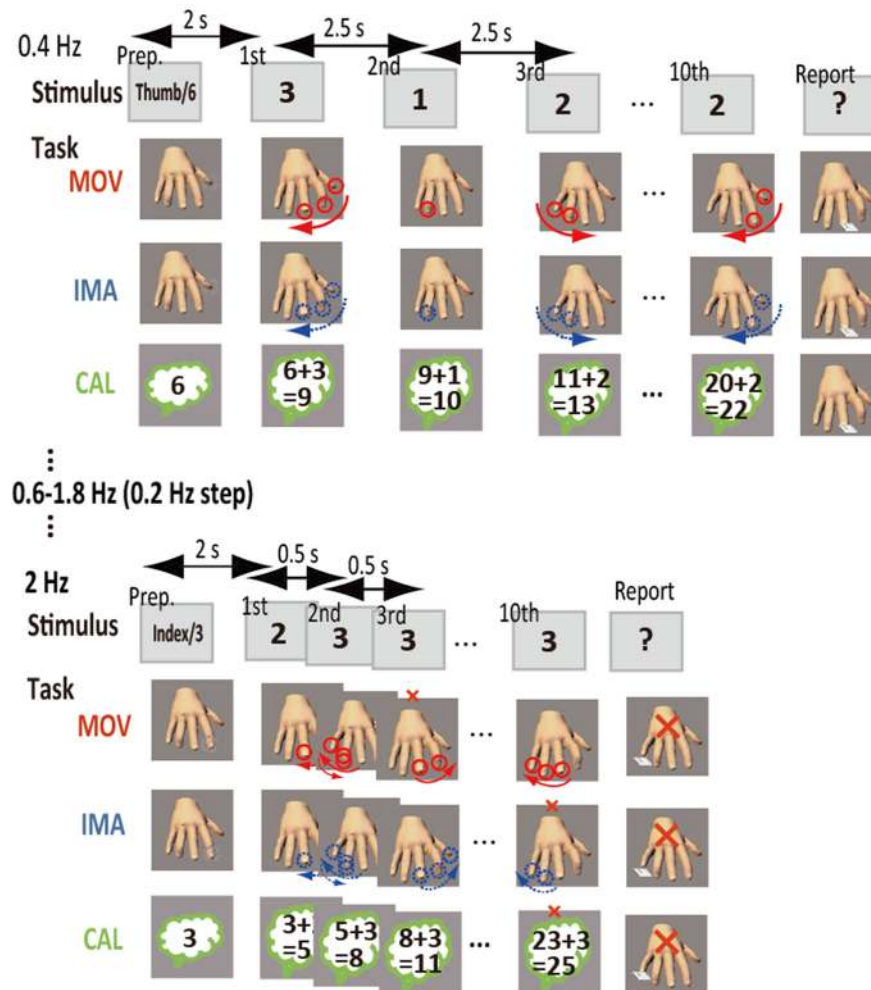 2 s
2.5 s
2.5 s
0.4 Hz
Prep. 1st 2nd 3rd 10th Report
Stimulus Thumb/6 3 1 2 ... 2 ?
Task
MOV ...
IMA ...
CAL 6 6+3 9+1 11+2 ... 20+2
=9 =10 =13 =22
⋮
0.6-1.8 Hz (0.2 Hz step)
⋮
2 s 0.5 s 0.5 s
2 Hz
Prep. 1st 2nd 3rd 10th Report
Stimulus Index/3 2 3 3 ... 3 ?
Task
MOV ...
IMA ...
CAL 3 3+ 5+3 8+3 ... 23+3
=5 =8 =11 =25